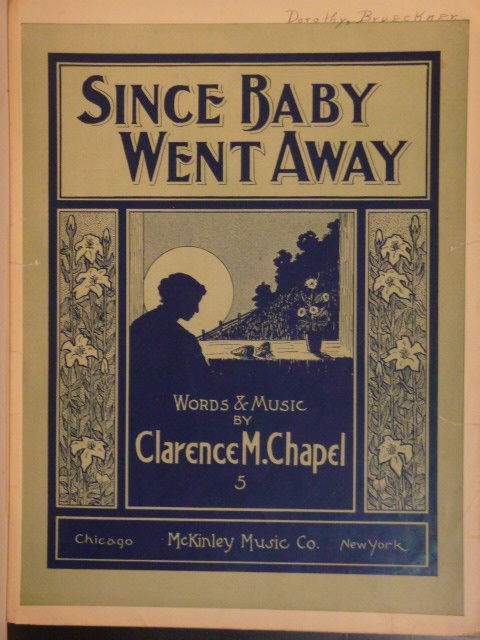 Dorothy Brueckner
SINCE BABY
WENT AWAY
WORDS & MUSIC
BY
Clarence M. Chapel
5
Chicago McKinley Music Co. New York